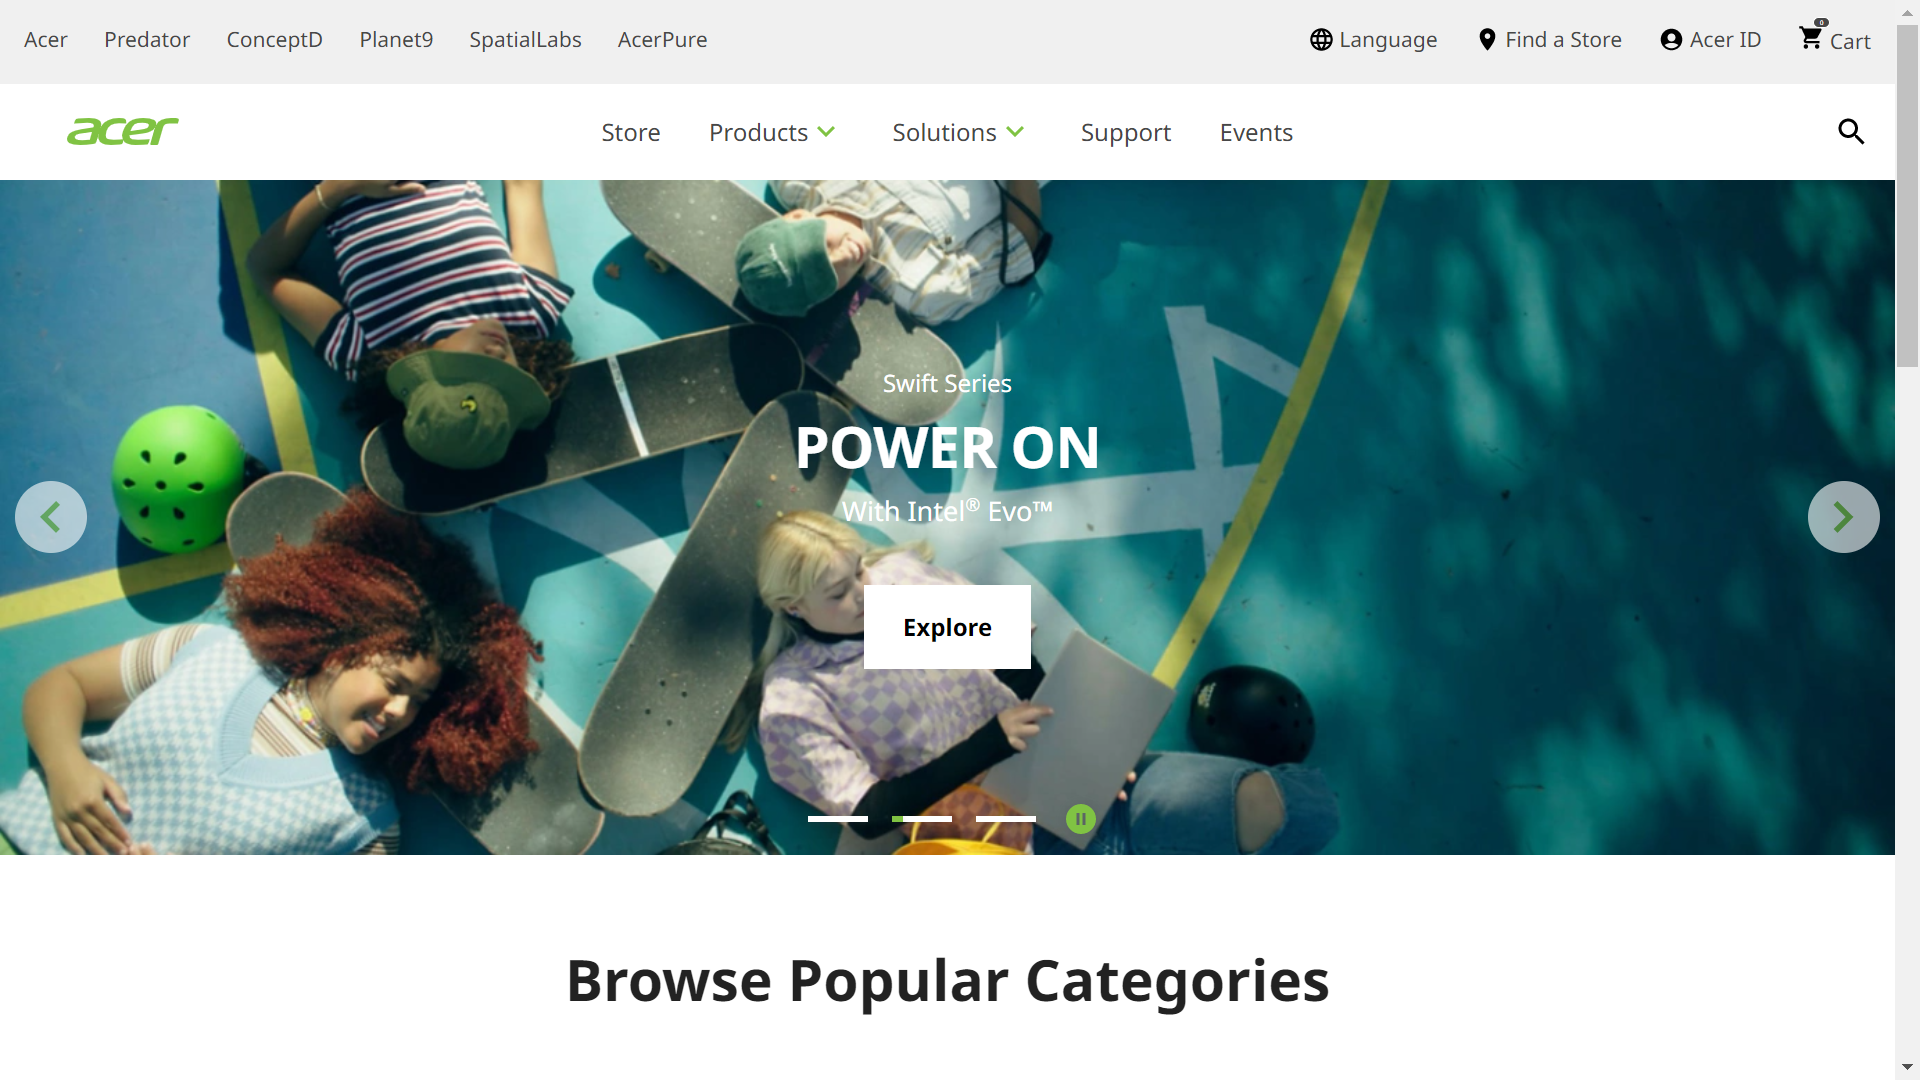 Acer Predator ConceptD Planet9 SpatialLabs AcerPure Language Find a Store Acer ID 0 Cart
acer Store Products Solutions Support Events
Swift Series
POWER ON
With Intel® Evo™
Explore
Browse Popular Categories